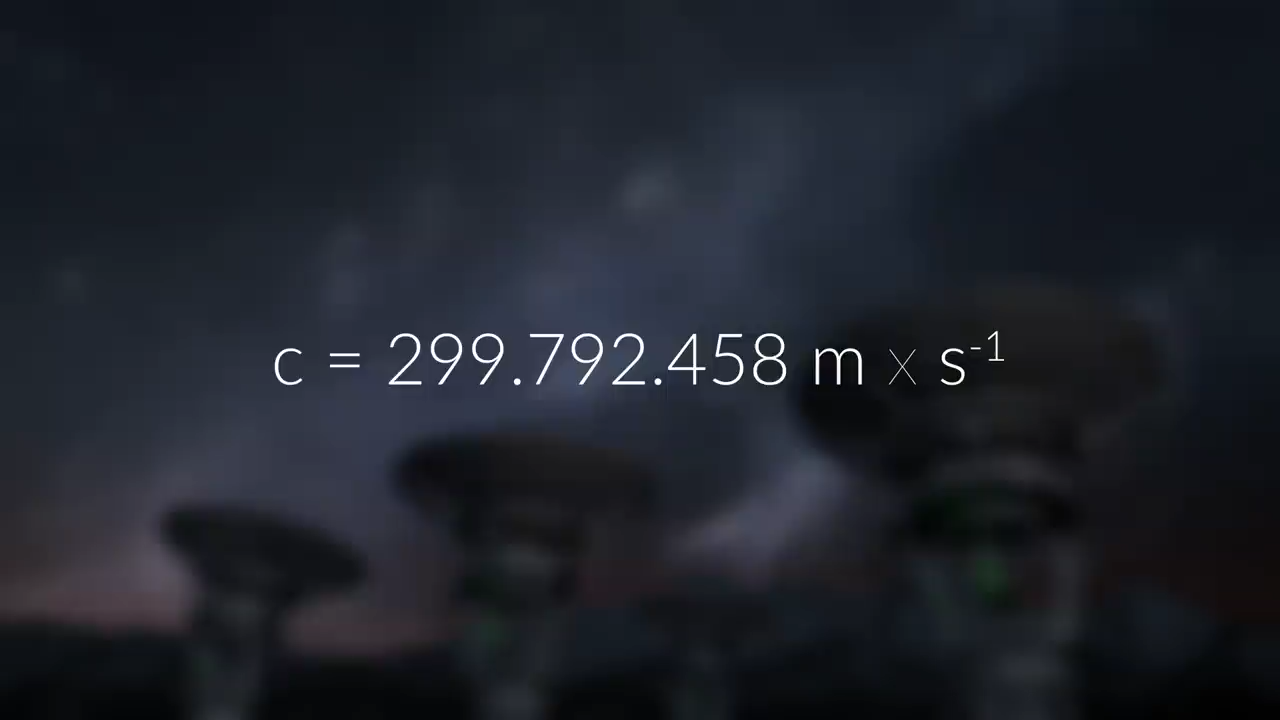 c = 299.792.458 m x s⁻¹